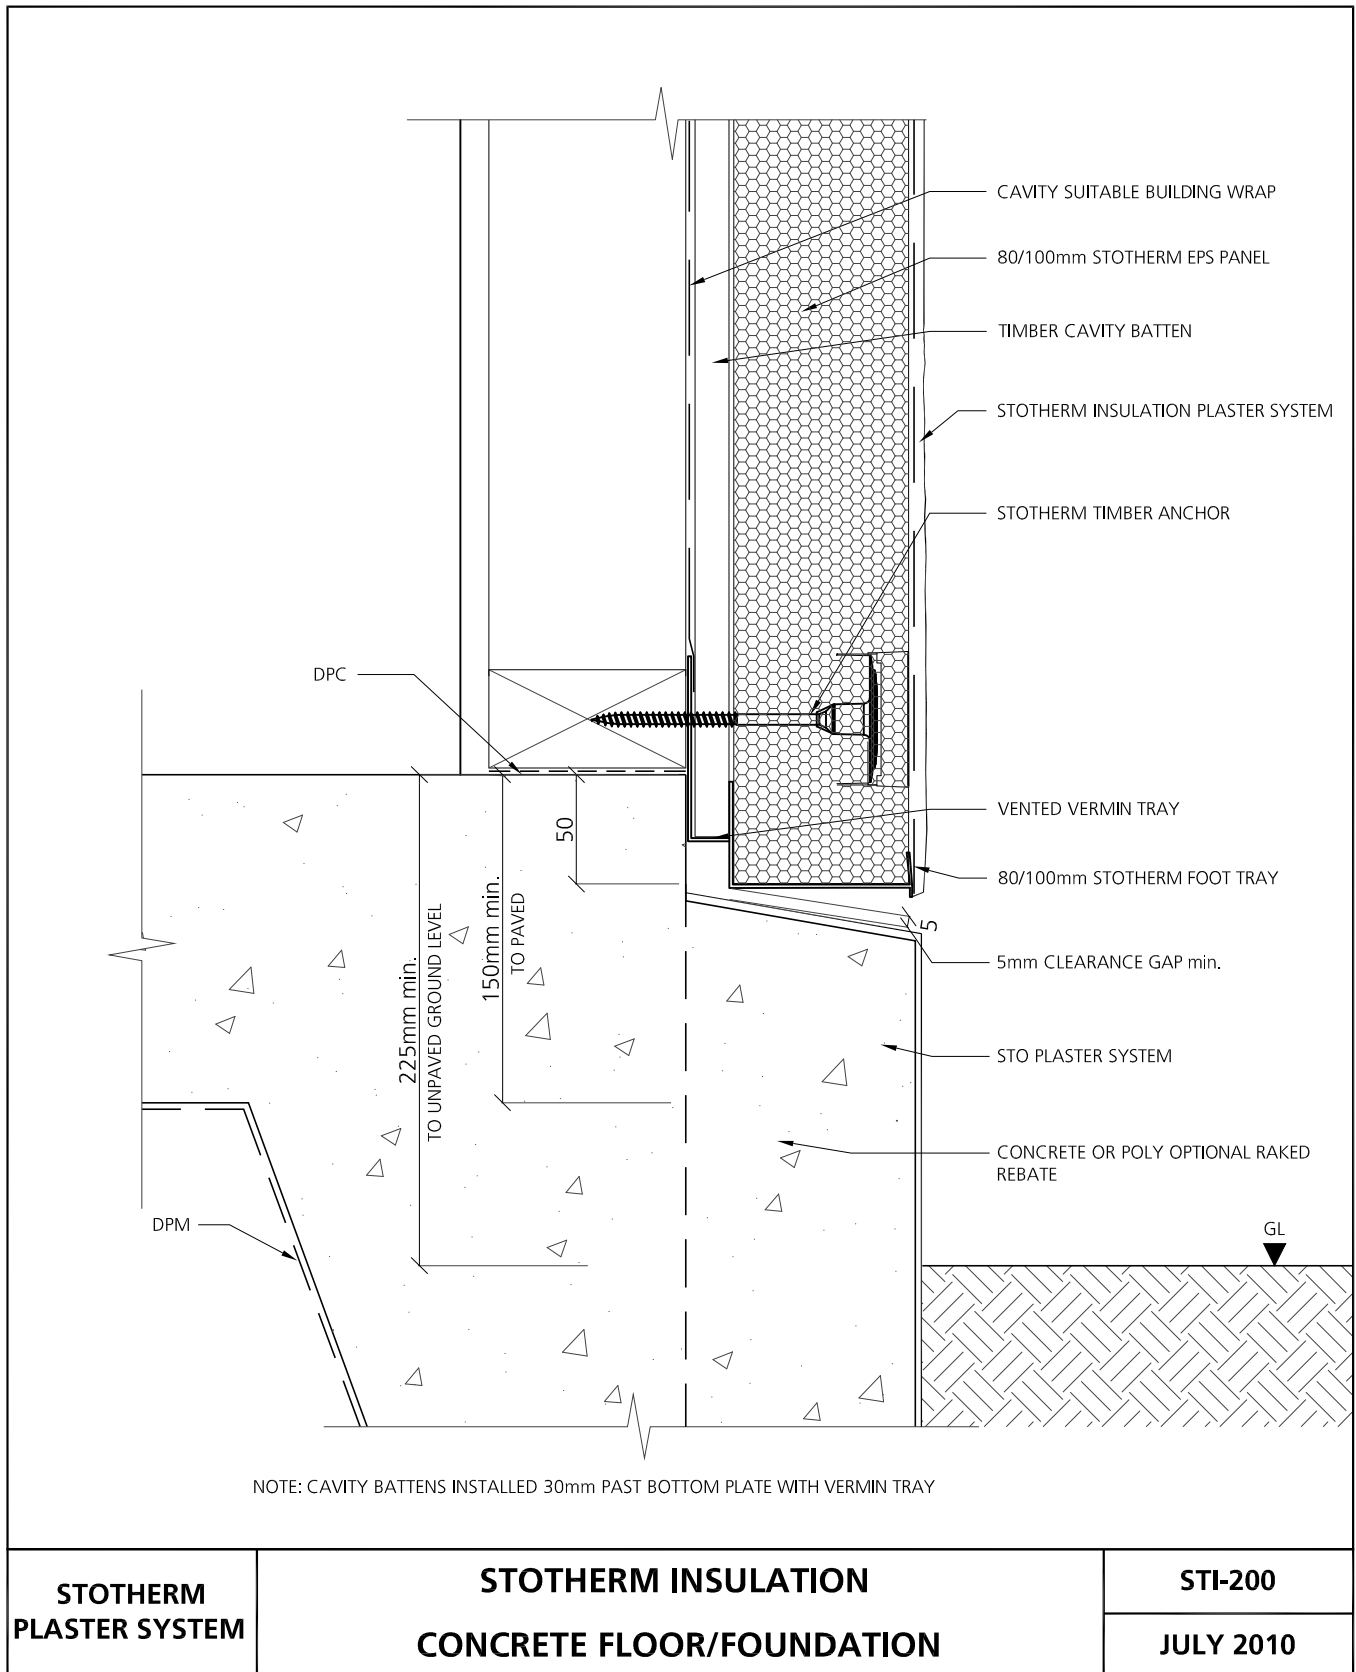 CAVITY SUITABLE BUILDING WRAP
80/100mm STOTHERM EPS PANEL
TIMBER CAVITY BATTEN
STOTHERM INSULATION PLASTER SYSTEM
STOTHERM TIMBER ANCHOR
DPC
VENTED VERMIN TRAY
50
80/100mm STOTHERM FOOT TRAY
5
150mm min.
TO PAVED
225mm min.
TO UNPAVED GROUND LEVEL
5mm CLEARANCE GAP min.
STO PLASTER SYSTEM
CONCRETE OR POLY OPTIONAL RAKED
REBATE
DPM
GL
NOTE: CAVITY BATTENS INSTALLED 30mm PAST BOTTOM PLATE WITH VERMIN TRAY
STOTHERM
PLASTER SYSTEM
STOTHERM INSULATION
CONCRETE FLOOR/FOUNDATION
STI-200
JULY 2010